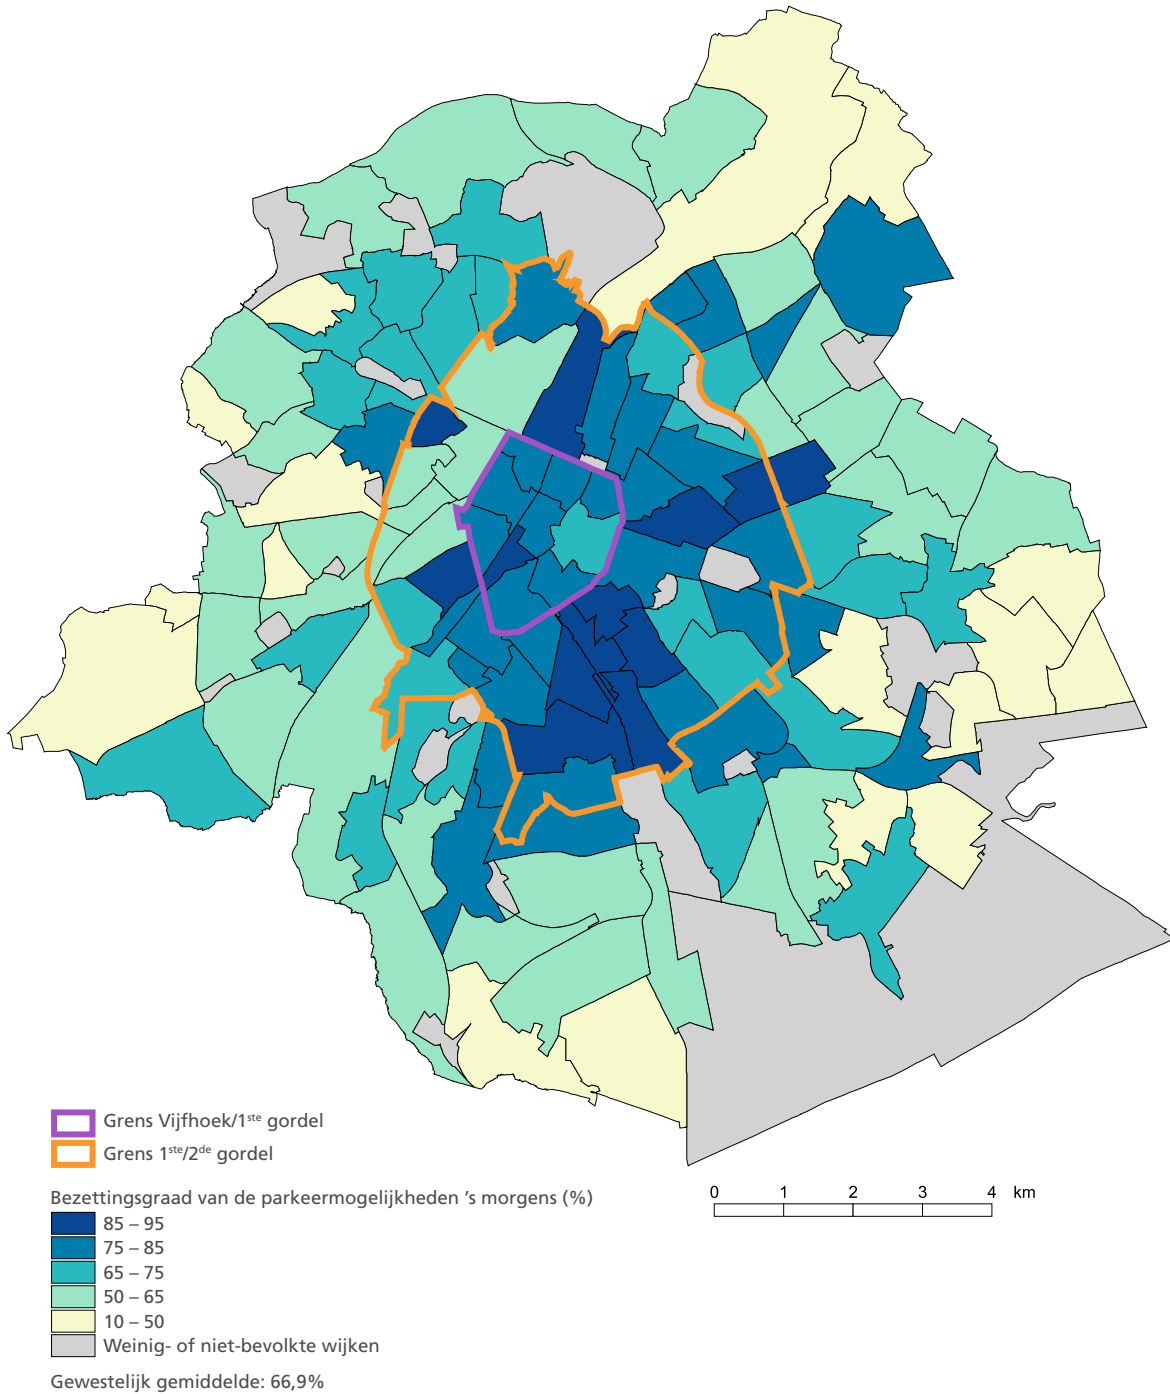 Grens Vijfhoek/1ste gordel
Grens 1ste/2de gordel
Bezettingsgraad van de parkeermogelijkheden 's morgens (%)
85 – 95
75 – 85
65 – 75
50 – 65
10 – 50
Weinig- of niet-bevolkte wijken
Gewestelijk gemiddelde: 66,9%
0 1 2 3 4 km